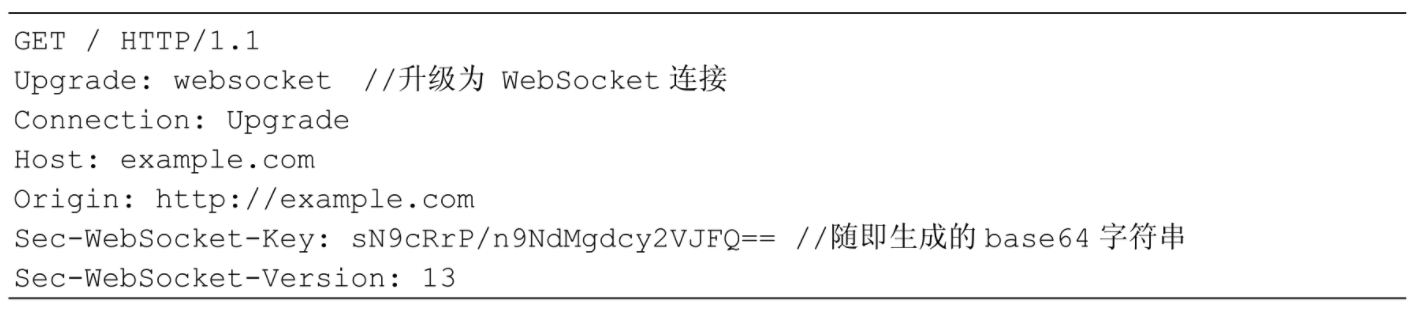 GET / HTTP/1.1
Upgrade: websocket //升级为 WebSocket 连接
Connection: Upgrade
Host: example.com
Origin: http://example.com
Sec-WebSocket-Key: sN9cRrP/n9NdMgdcy2VJFQ== //随即生成的 base64 字符串
Sec-WebSocket-Version: 13